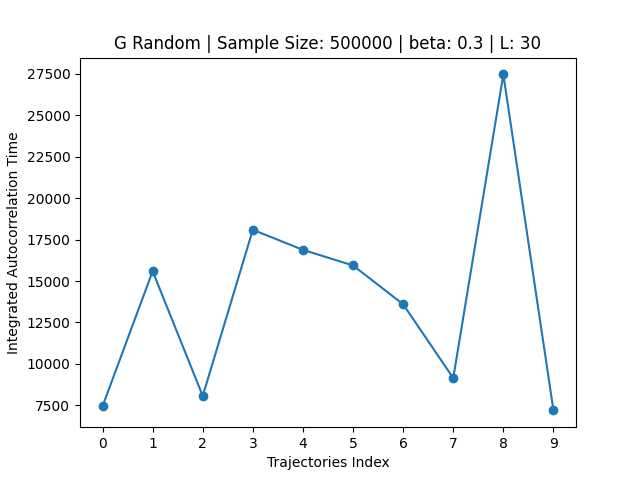 G Random | Sample Size: 500000 | beta: 0.3 | L: 30
27500
25000
22500
20000
17500
15000
12500
10000
7500
Integrated Autocorrelation Time
0 1 2 3 4 5 6 7 8 9
Trajectories Index